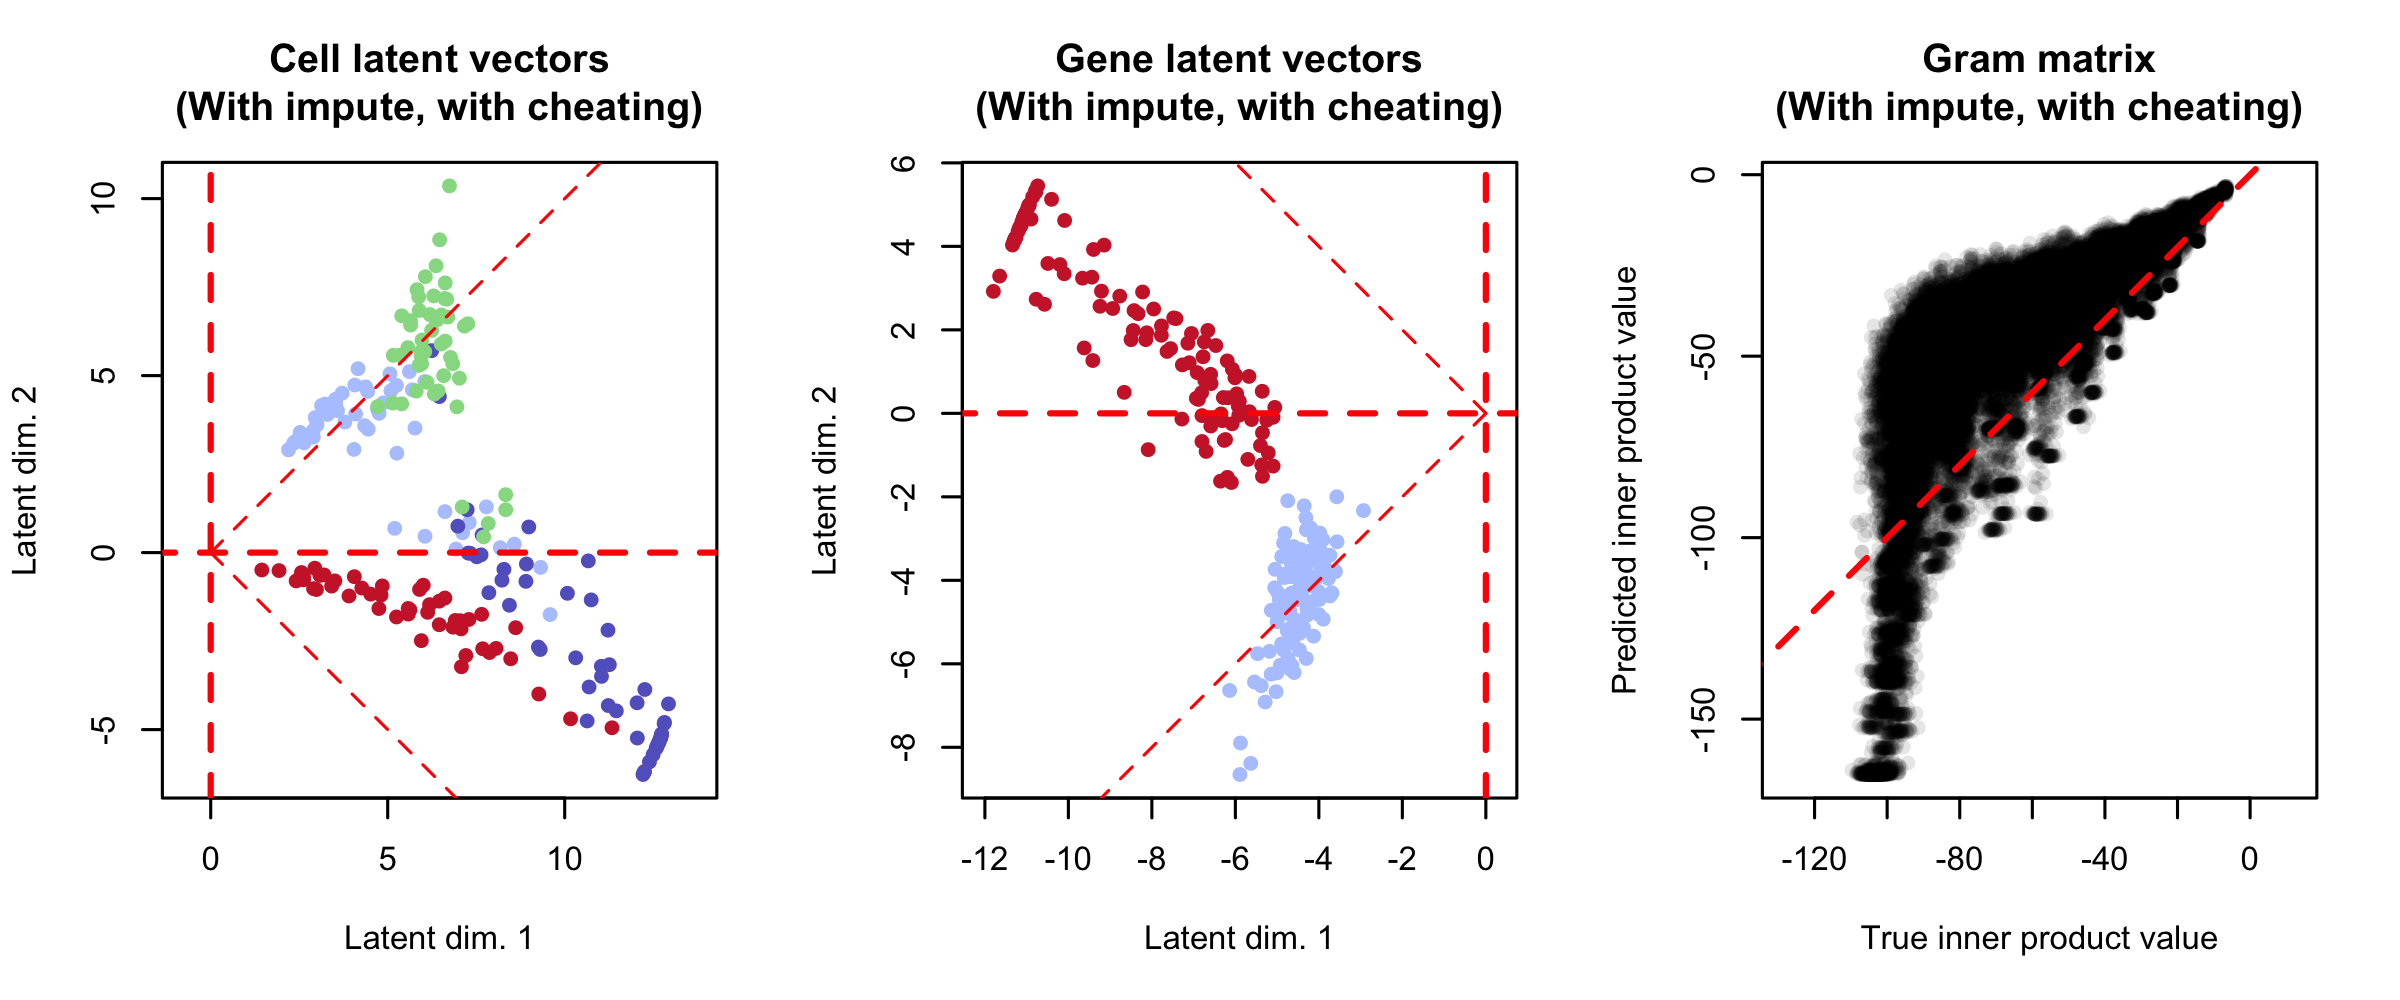 Cell latent vectors
(With impute, with cheating)
Latent dim. 2
10
5
0
-5
0 5 10
Latent dim. 1
Gene latent vectors
(With impute, with cheating)
Latent dim. 2
6
4
2
0
-2
-4
-6
-8
-12 -10 -8 -6 -4 -2 0
Latent dim. 1
Gram matrix
(With impute, with cheating)
Predicted inner product value
0
-50
-100
-150
-120 -80 -40 0
True inner product value